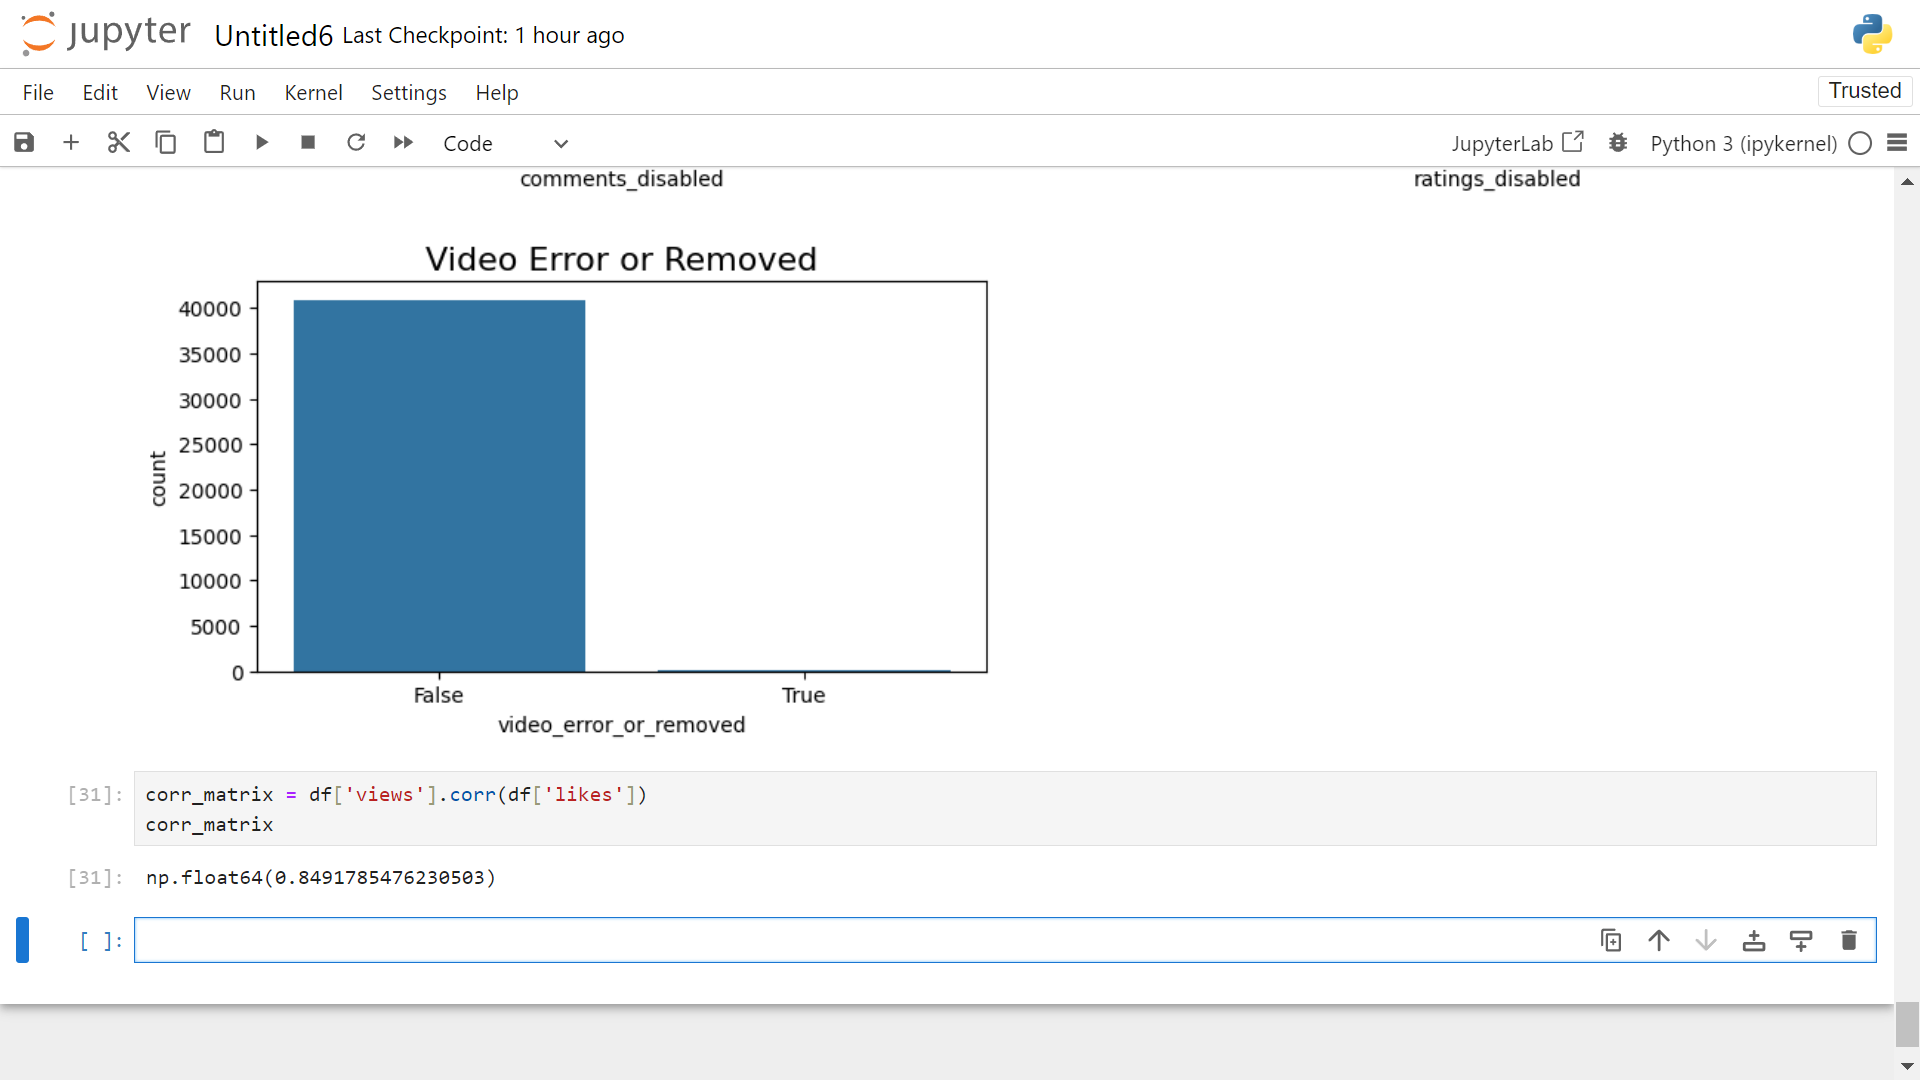 jupyter Untitled6 Last Checkpoint: 1 hour ago
File Edit View Run Kernel Settings Help Trusted
Code JupyterLab Python 3 (ipykernel)
comments_disabled ratings_disabled
Video Error or Removed
40000
35000
30000
25000
20000
15000
10000
5000
0
count
False True
video_error_or_removed
[31]: corr_matrix = df['views'].corr(df['likes'])
corr_matrix
[31]: np.float64(0.8491785476230503)
[ ]: